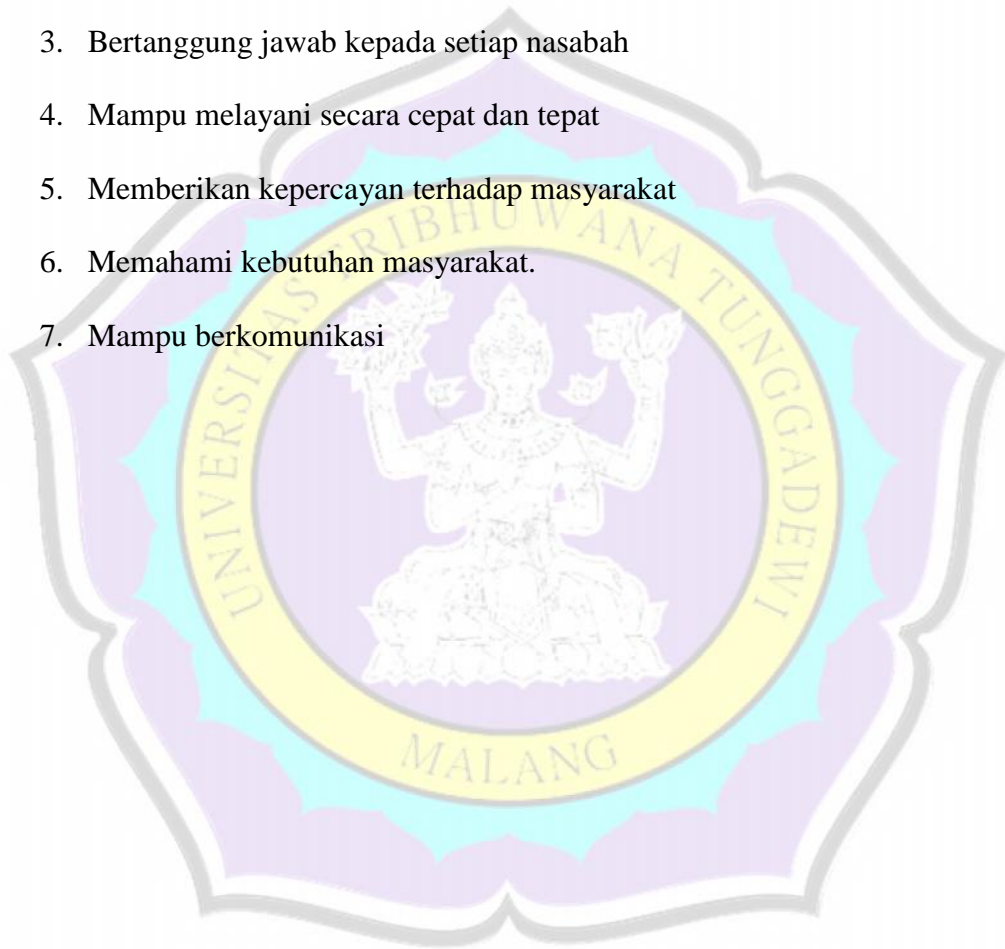 3. Bertanggung jawab kepada setiap nasabah
4. Mampu melayani secara cepat dan tepat
5. Memberikan kepercayan terhadap masyarakat
6. Memahami kebutuhan masyarakat.
7. Mampu berkomunikasi
UNIVERSITAS TRIBHUWANA TUNGGADEWI
MALANG